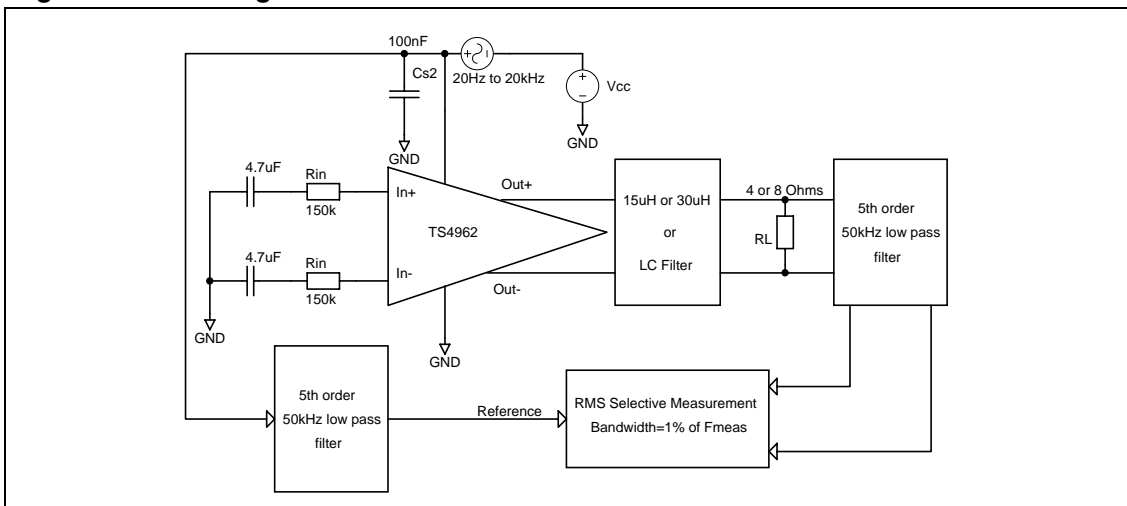 100nF
Cs2
20Hz to 20kHz
Vcc
GND
GND
4.7uF
Rin
150k
In+
Out+
15uH or 30uH
or
LC Filter
4 or 8 Ohms
RL
5th order
50kHz low pass
filter
TS4962
4.7uF
Rin
150k
In-
Out-
GND
GND
5th order
50kHz low pass
filter
Reference
RMS Selective Measurement
Bandwidth=1% of Fmeas